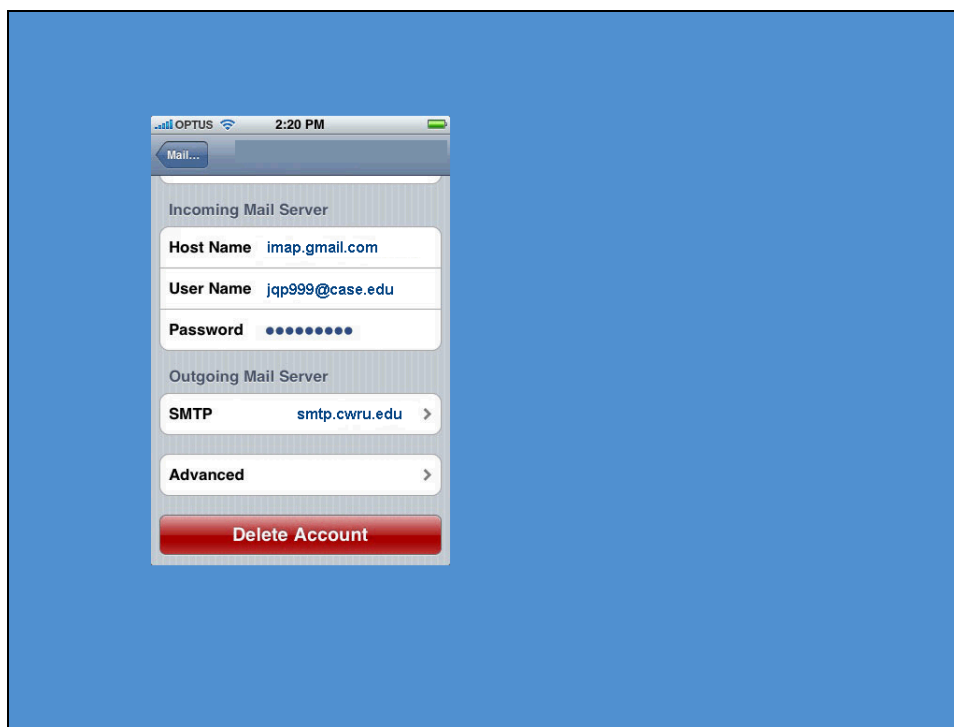 OPTUS 2:20 PM
Mail...
Incoming Mail Server
Host Name imap.gmail.com
User Name jqp999@case.edu
Password ●●●●●●●●●
Outgoing Mail Server
SMTP smtp.cwru.edu
Advanced
Delete Account